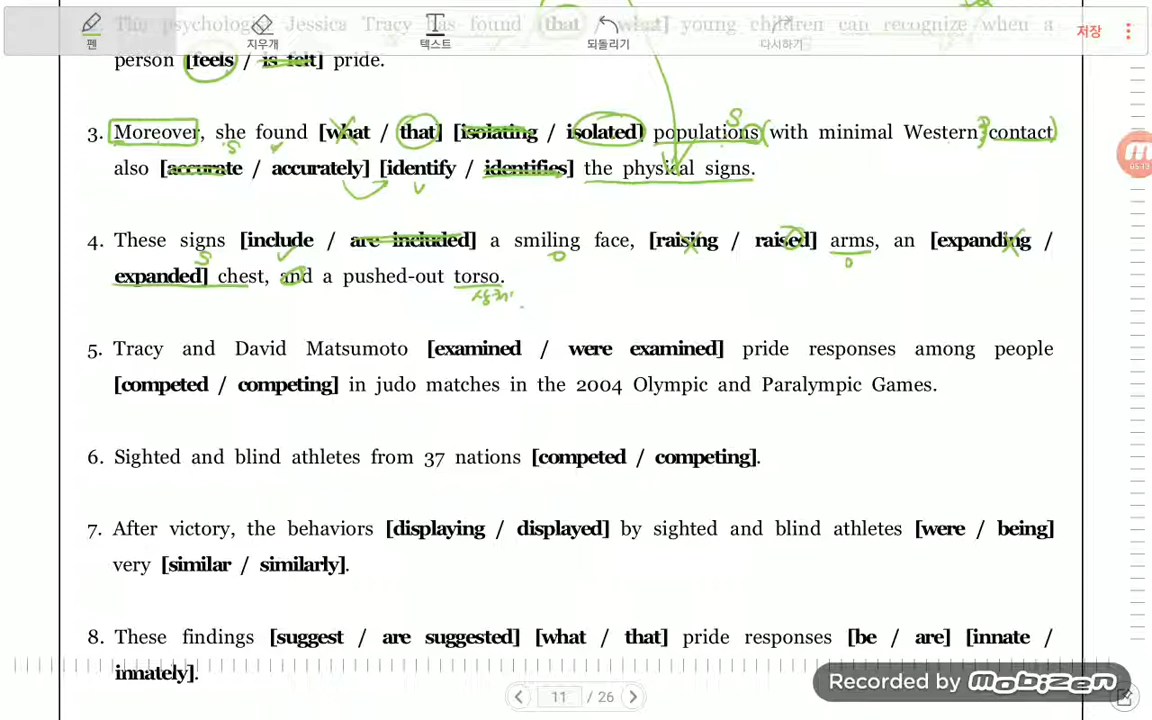 The psychologist Jessica Tracy has found (that / what] young children can recognize when a
펜 지우개 텍스트 되돌리기 다시하기 저장
person [feels / is felt] pride.
3. Moreover, she found [what / that] [isolating / isolated] populations (with minimal Western contact)
also [accurate / accurately] [identify / identifies] the physical signs.
4. These signs [include / are included] a smiling face, [raising / raised] arms, an [expanding /
expanded] chest, and a pushed-out torso.
상체
5. Tracy and David Matsumoto [examined / were examined] pride responses among people
[competed / competing] in judo matches in the 2004 Olympic and Paralympic Games.
6. Sighted and blind athletes from 37 nations [competed / competing].
7. After victory, the behaviors [displaying / displayed] by sighted and blind athletes [were / being]
very [similar / similarly].
8. These findings [suggest / are suggested] [what / that] pride responses [be / are] [innate /
innately].
11 / 26
Recorded by mobizen